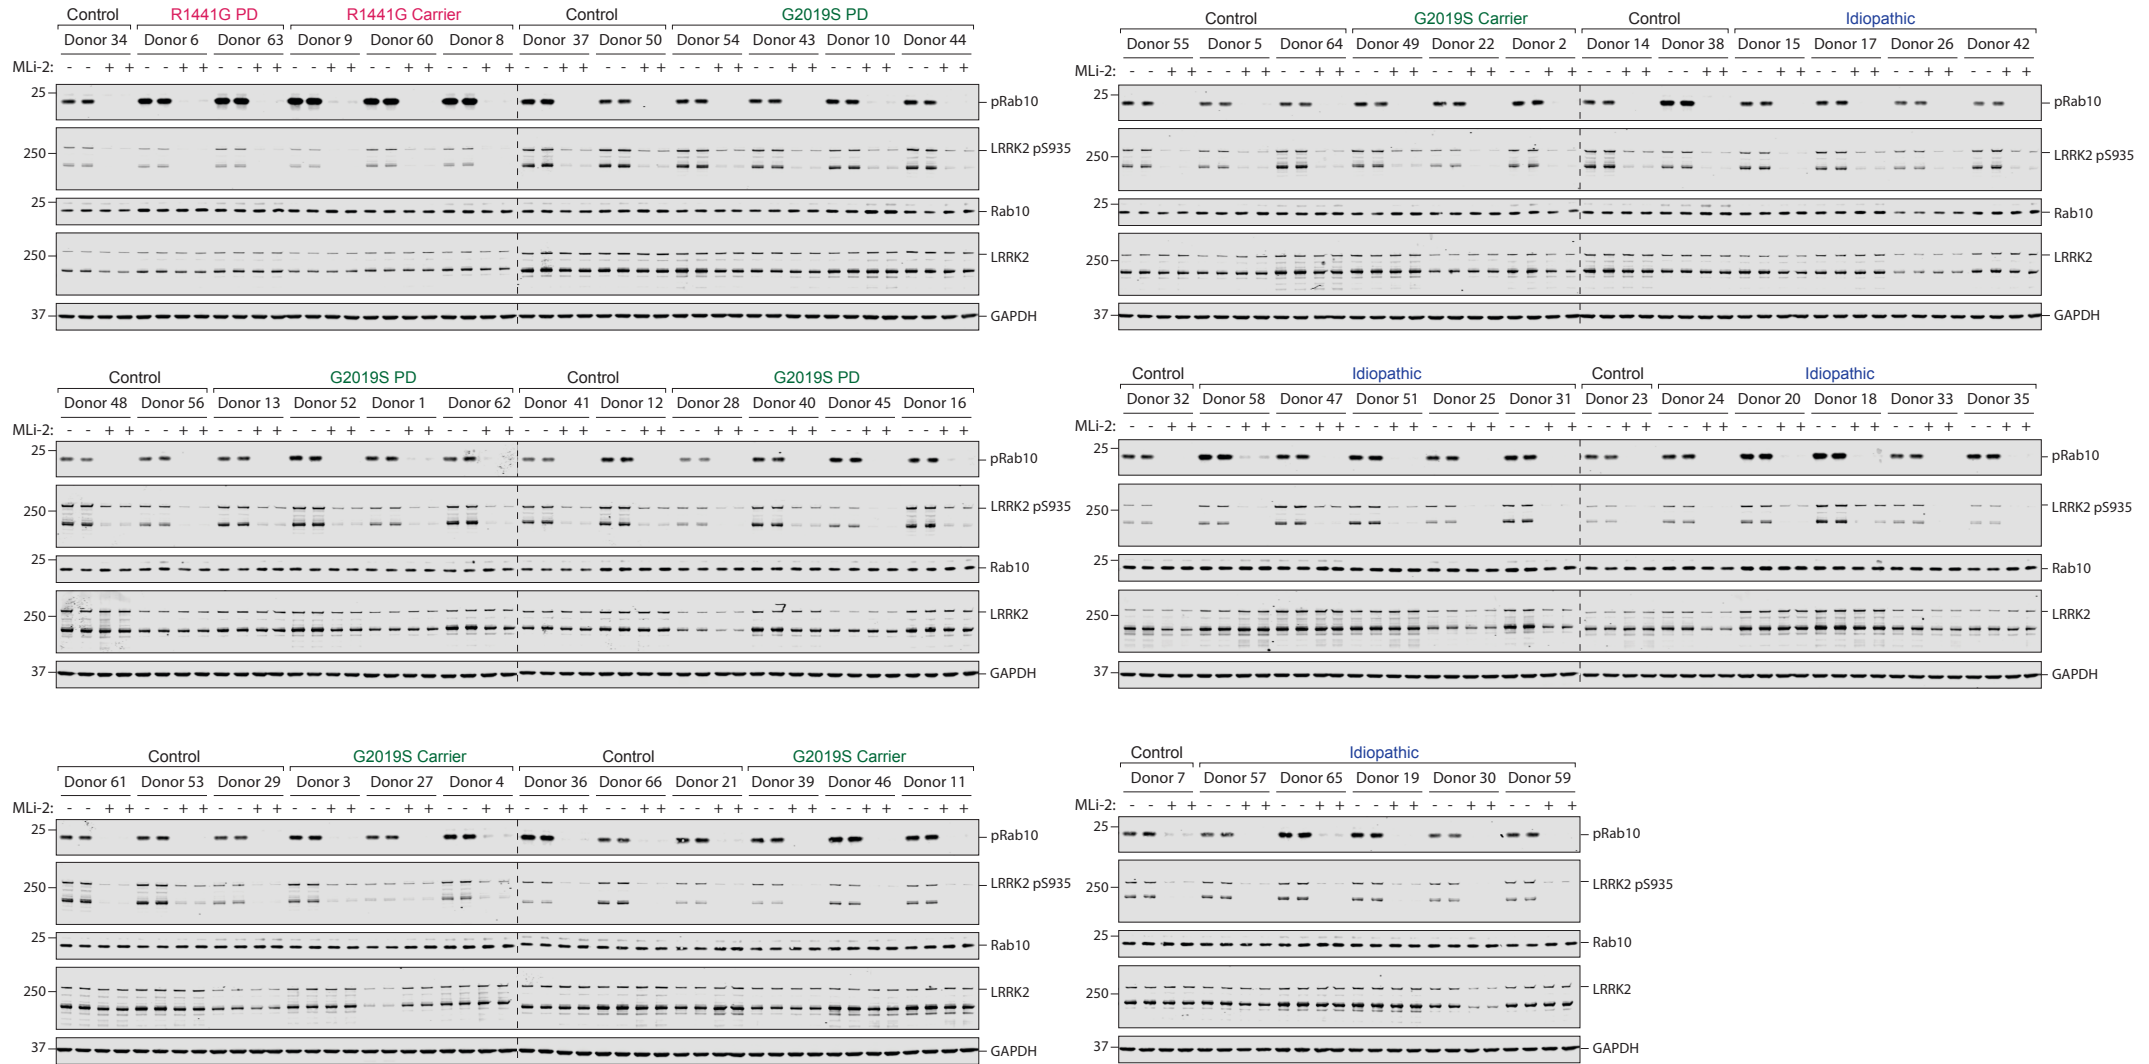 Control R1441G PD R1441G Carrier Control G2019S PD
Donor 34 Donor 6 Donor 63 Donor 9 Donor 60 Donor 8 Donor 37 Donor 50 Donor 54 Donor 43 Donor 10 Donor 44
MLi-2: - - + + - - + + - - + + - - + + - - + + - - + + - - + + - - + + - - + + - - + + - - + + - - + +
25 pRab10
250 LRRK2 pS935
25 Rab10
250 LRRK2
37 GAPDH
Control G2019S Carrier Control Idiopathic
Donor 55 Donor 5 Donor 64 Donor 49 Donor 22 Donor 2 Donor 14 Donor 38 Donor 15 Donor 17 Donor 26 Donor 42
MLi-2: - - + + - - + + - - + + - - + + - - + + - - + + - - + + - - + + - - + + - - + + - - + + - - + +
25 pRab10
250 LRRK2 pS935
25 Rab10
250 LRRK2
37 GAPDH
Control G2019S PD Control G2019S PD
Donor 48 Donor 56 Donor 13 Donor 52 Donor 1 Donor 62 Donor 41 Donor 12 Donor 28 Donor 40 Donor 45 Donor 16
MLi-2: - - + + - - + + - - + + - - + + - - + + - - + + - - + + - - + + - - + + - - + + - - + + - - + +
25 pRab10
250 LRRK2 pS935
25 Rab10
250 LRRK2
37 GAPDH
Control Idiopathic Control Idiopathic
Donor 32 Donor 58 Donor 47 Donor 51 Donor 25 Donor 31 Donor 23 Donor 24 Donor 20 Donor 18 Donor 33 Donor 35
MLi-2: - - + + - - + + - - + + - - + + - - + + - - + + - - + + - - + + - - + + - - + + - - + + - - + +
25 pRab10
250 LRRK2 pS935
25 Rab10
250 LRRK2
37 GAPDH
Control G2019S Carrier Control G2019S Carrier
Donor 61 Donor 53 Donor 29 Donor 3 Donor 27 Donor 4 Donor 36 Donor 66 Donor 21 Donor 39 Donor 46 Donor 11
MLi-2: - - + + - - + + - - + + - - + + - - + + - - + + - - + + - - + + - - + + - - + + - - + + - - + +
25 pRab10
250 LRRK2 pS935
25 Rab10
250 LRRK2
37 GAPDH
Control Idiopathic
Donor 7 Donor 57 Donor 65 Donor 19 Donor 30 Donor 59
MLi-2: - - + + - - + + - - + + - - + + - - + + - - + +
25 pRab10
250 LRRK2 pS935
25 Rab10
250 LRRK2
37 GAPDH